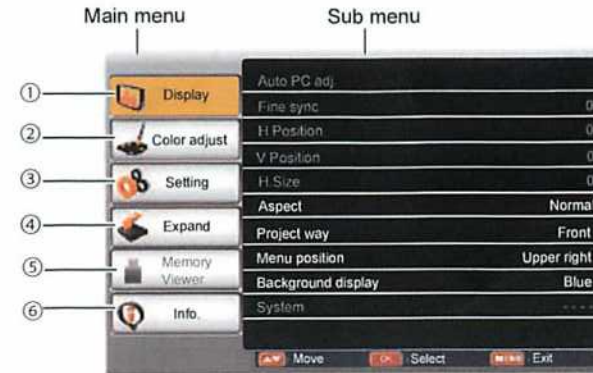 Main menu Sub menu
① Display
② Color adjust
③ Setting
④ Expand
⑤ Memory Viewer
⑥ Info.
Auto PC adj.
Fine sync 0
H Position 0
V Position 0
H.Size 0
Aspect Normal
Project way Front
Menu position Upper right
Background display Blue
System - - - -
▲▼ Move OK Select MENU Exit